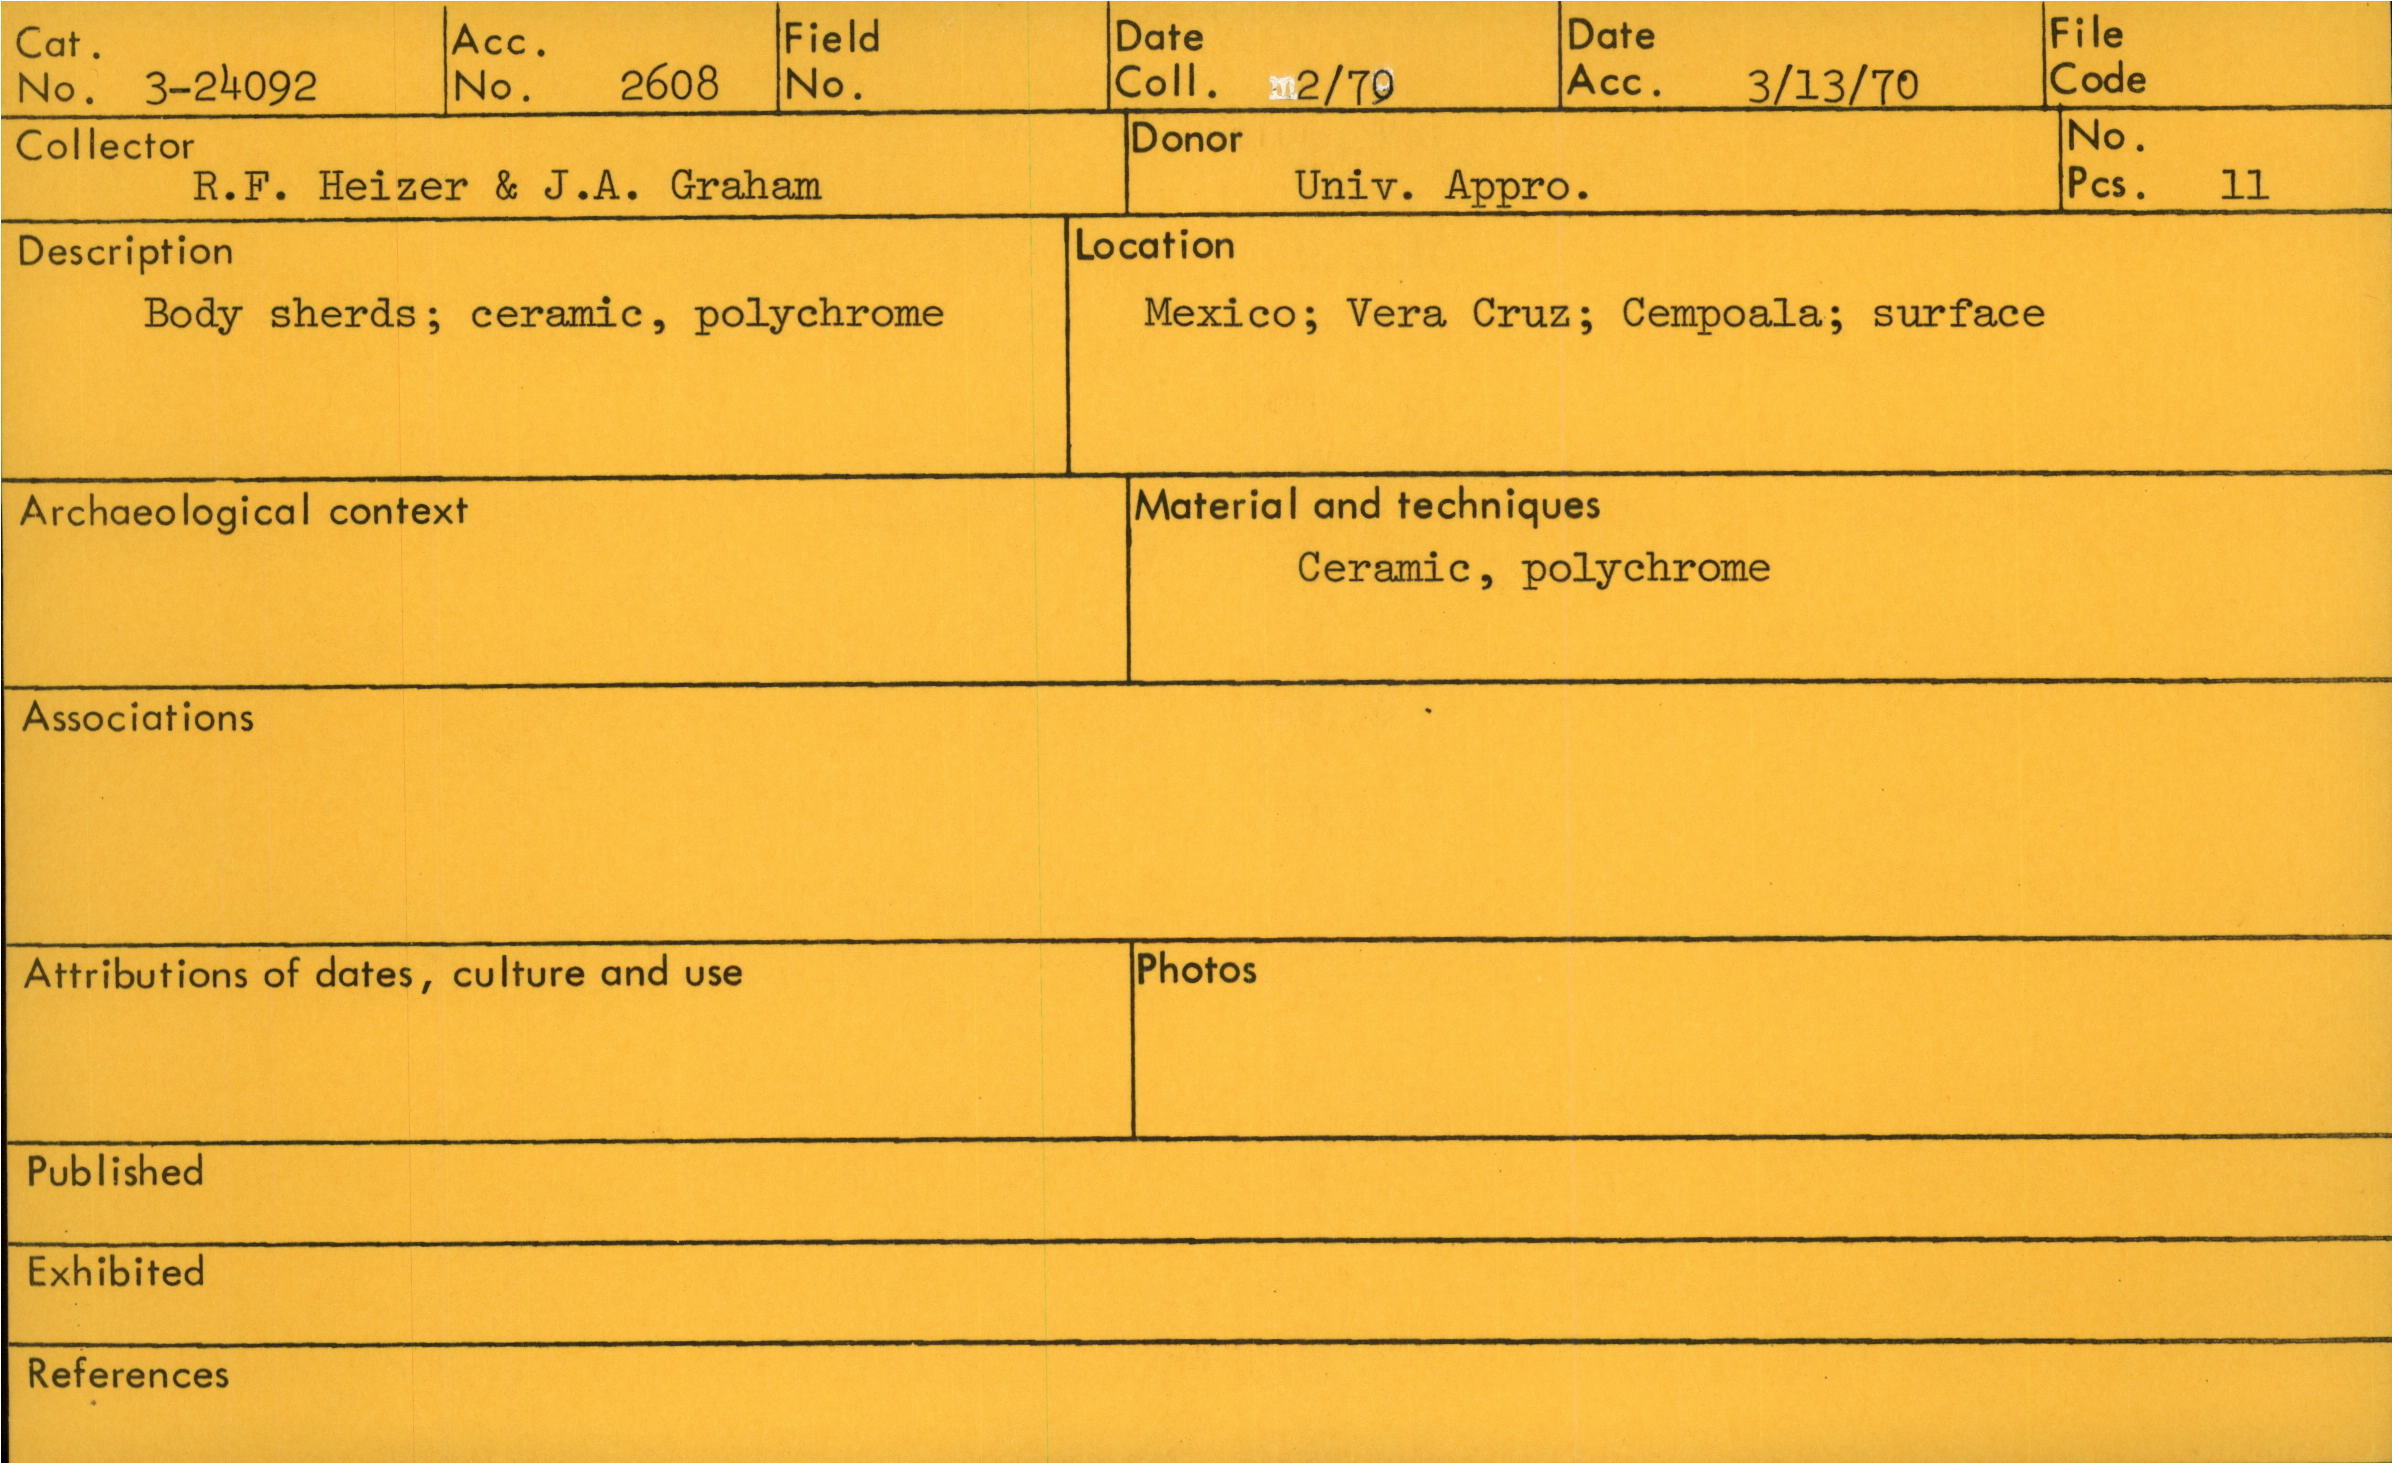 Cat. No. 3-24092
Acc. No. 2608
Field No.
Date Coll. 2/70
Date Acc. 3/13/70
File Code
Collector
R.F. Heizer & J.A. Graham
Donor
Univ. Appro.
No. Pcs. 11
Description
Body sherds; ceramic, polychrome
Location
Mexico; Vera Cruz; Cempoala; surface
Archaeological context
Material and techniques
Ceramic, polychrome
Associations
Attributions of dates, culture and use
Photos
Published
Exhibited
References